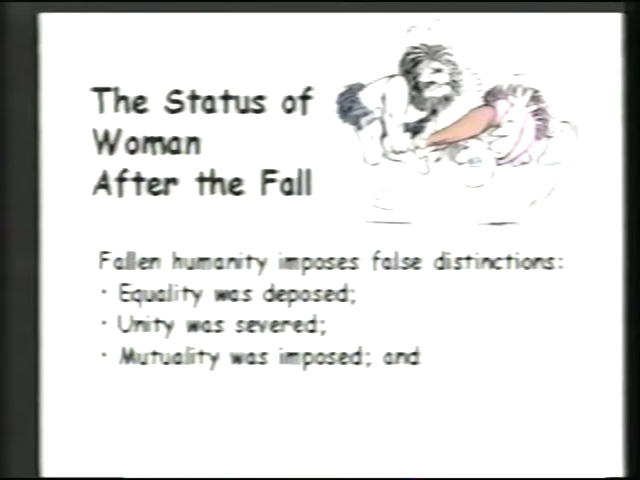 The Status of
Woman
After the Fall
Fallen humanity imposes false distinctions:
· Equality was deposed;
· Unity was severed;
· Mutuality was imposed; and